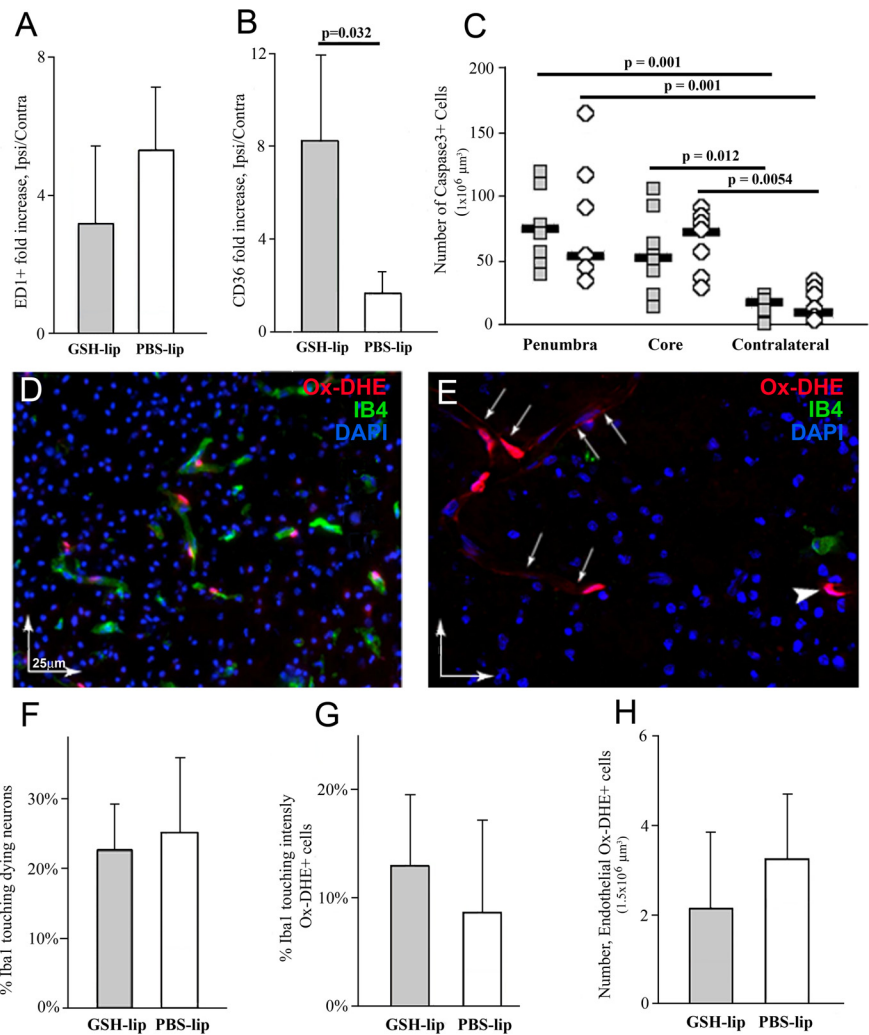 A
ED1+ fold increase, Ipsi/Contra
8
4
0
GSH-lip PBS-lip
B
p=0.032
CD36 fold increase, Ipsi/Contra
12
8
4
0
GSH-lip PBS-lip
C
p = 0.001
p = 0.001
p = 0.012
p = 0.0054
Number of Caspase3+ Cells
(1x10⁶ µm³)
200
150
100
50
0
Penumbra Core Contralateral
D
Ox-DHE
IB4
DAPI
25µm
E
Ox-DHE
IB4
DAPI
F
% Iba1 touching dying neurons
30%
20%
10%
0%
GSH-lip PBS-lip
G
% Iba1 touching intensly
Ox-DHE+ cells
20%
10%
0%
GSH-lip PBS-lip
H
Number, Endothelial Ox-DHE+ cells
(1.5x10⁶ µm³)
6
4
2
0
GSH-lip PBS-lip